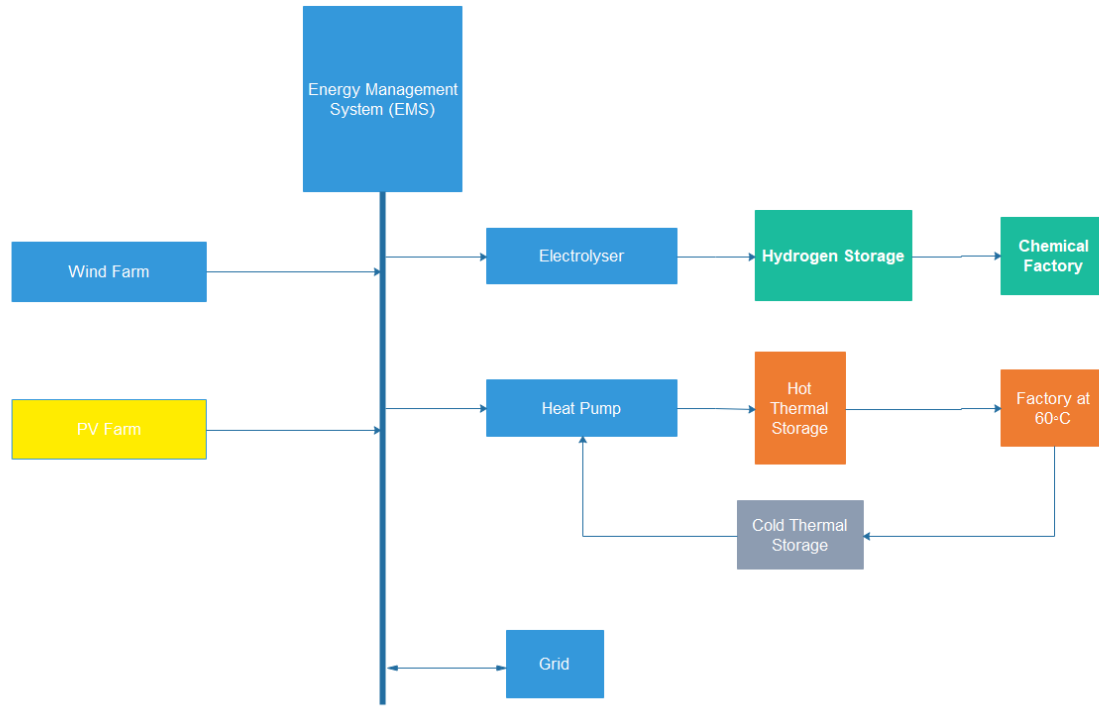 Energy Management
System (EMS)
Wind Farm
Electrolyser
Hydrogen Storage
Chemical
Factory
PV Farm
Heat Pump
Hot
Thermal
Storage
Factory at
60◦C
Cold Thermal
Storage
Grid